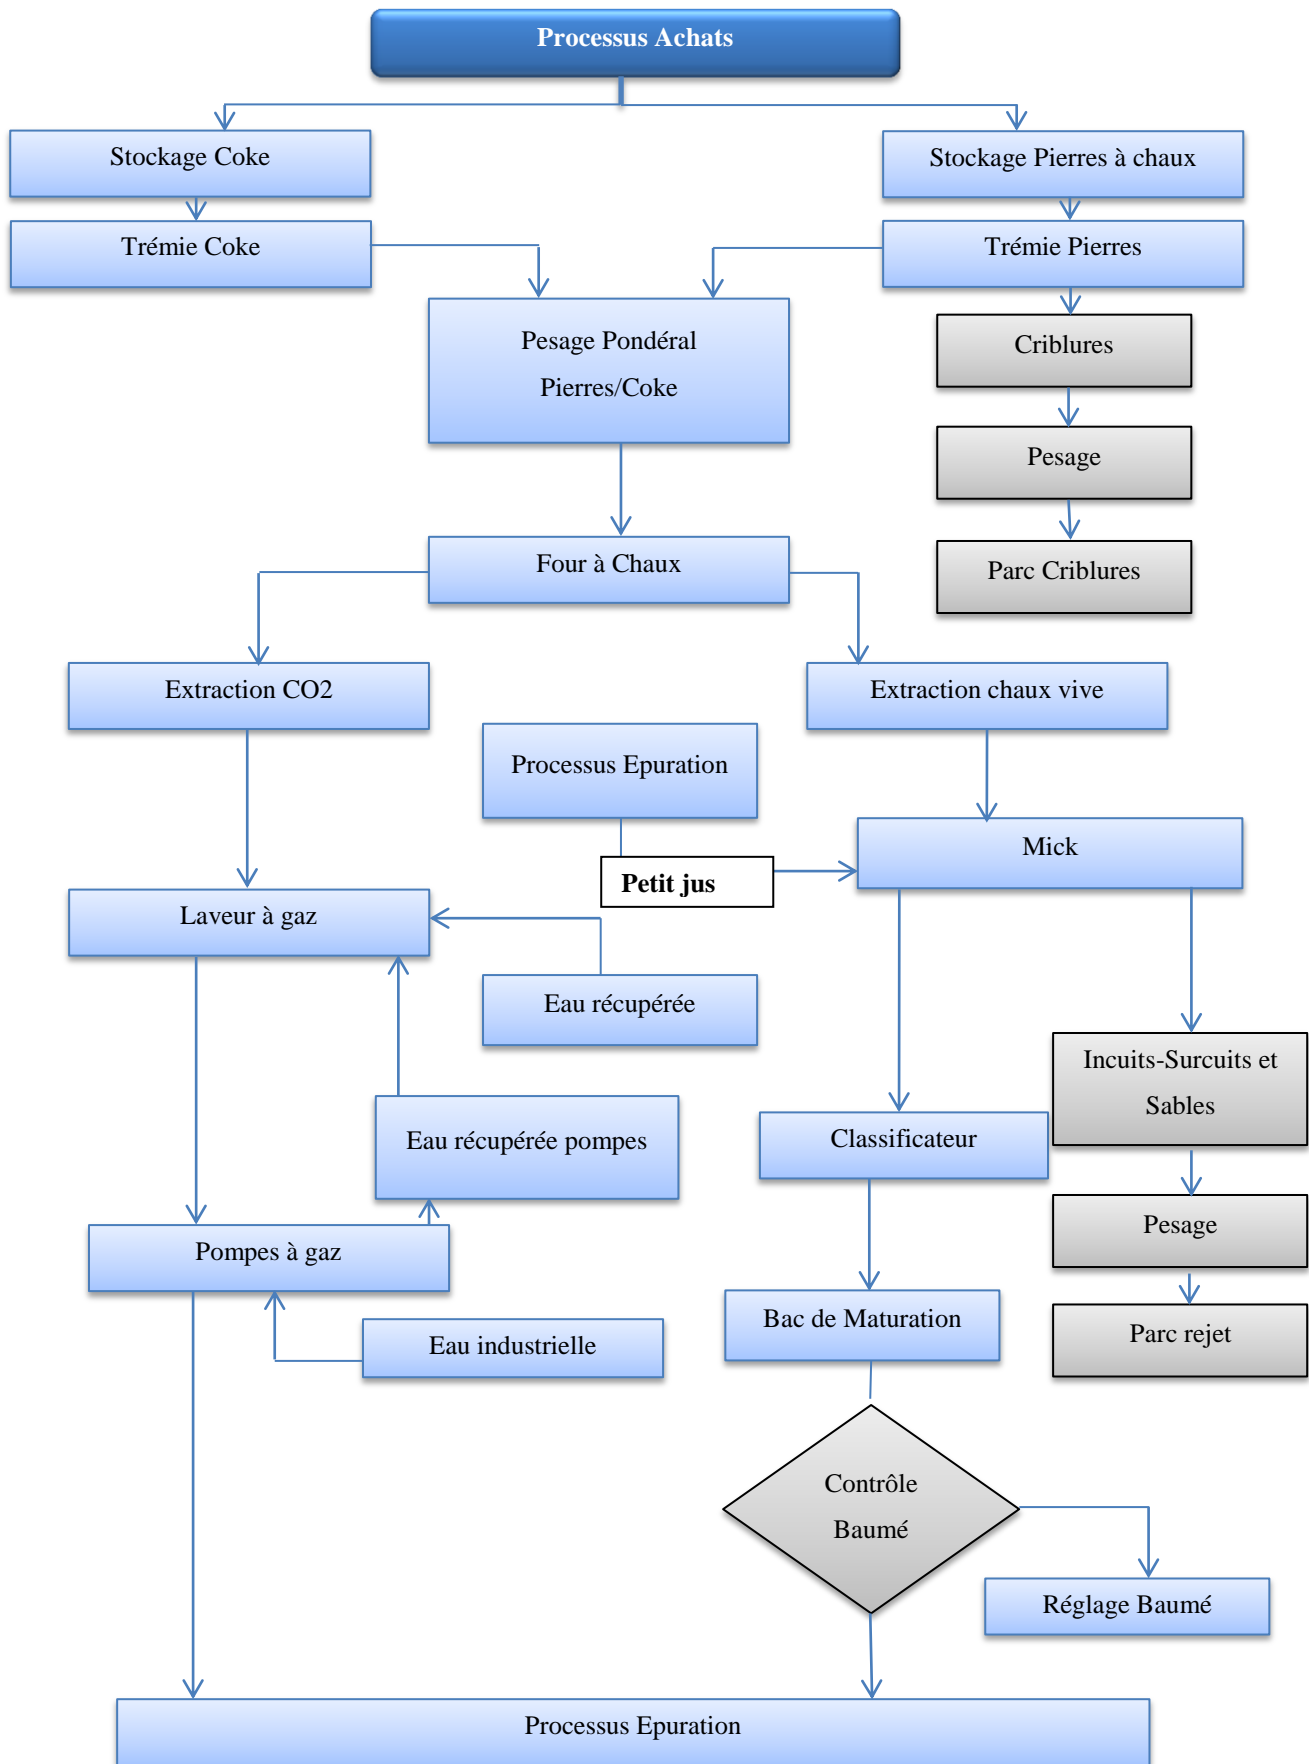 Processus Achats
Stockage Coke
Stockage Pierres à chaux
Trémie Coke
Trémie Pierres
Pesage Pondéral
Pierres/Coke
Criblures
Pesage
Parc Criblures
Four à Chaux
Extraction CO2
Extraction chaux vive
Processus Epuration
Mick
Petit jus
Laveur à gaz
Eau récupérée
Incuits-Surcuits et
Sables
Eau récupérée pompes
Classificateur
Pesage
Pompes à gaz
Bac de Maturation
Parc rejet
Eau industrielle
Contrôle
Baumé
Réglage Baumé
Processus Epuration